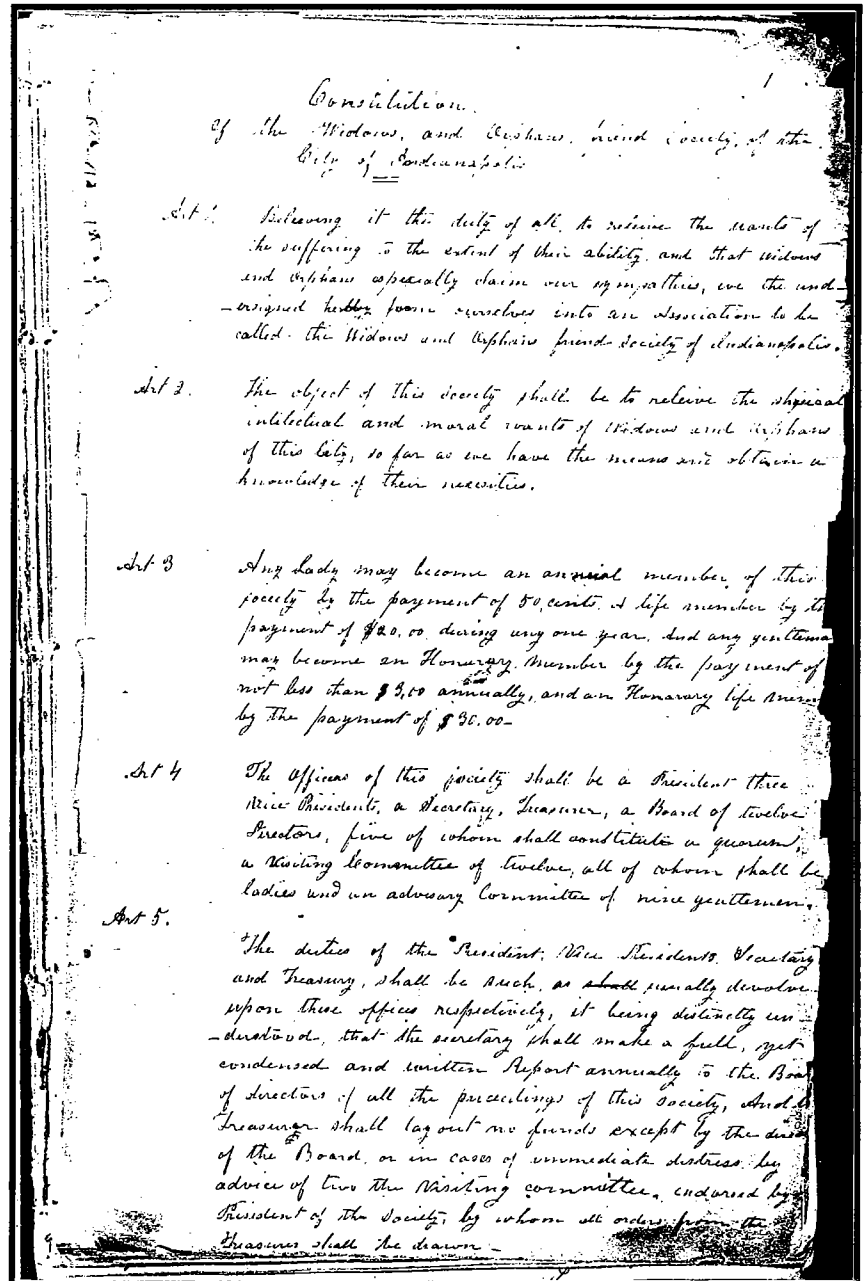 1
Constitution.
Of the Widows, and Orphans, friend Society, of the
City of Indianapolis
Art 1. Believing it the duty of all, to releive the wants of
the suffering to the extent of their ability, and that widows
and Orphans especially claim our sympathies, we the und-
-ersigned form ourselves into an Association to be
called the Widows and Orphans friend society of Indianapolis.
Art 2. The object of this society shall be to releive the
intilectual and moral wants of Widows and Orphans
of this City, so far as we have the means and obtain a
knowledge of their necessities.
Art 3 Any Lady may become an annual member, of this
society by the payment of 50, cents. A life member by the
payment of $20.00. during any one year. And any gentlema
may become an Honorary. Member by the payment of
not less than $3,00 annually, and an Honarary life mem
by the payment of $30.00-
Art 4 The Officers of this society shall be a President three
Vice Presidents, a Secretary, Treasurer, a Board of twelve
Directors, five of whom shall constitute a quorum,
a Visiting Committee of twelve, all of whom shall be
ladies and an advisory Committee of nine gentlemen.
Art 5.
The duties of the President; Vice Presidents, Secretary
and Treasury, shall be such, as shall usually devolve
upon these offices respectively, it being distinctly un-
-derstood, that the secretary shall make a full, yet
condensed and written Report annually to the Boar
of directors of all the proceedings of this society, And
Treasurer shall lay out no funds except by the direc
of the Board, or in cases of immediate distress, by
advice of two the Visiting committee, indorsed by
President of the Society, by whom all orders from the
Treasurer shall be drawn -